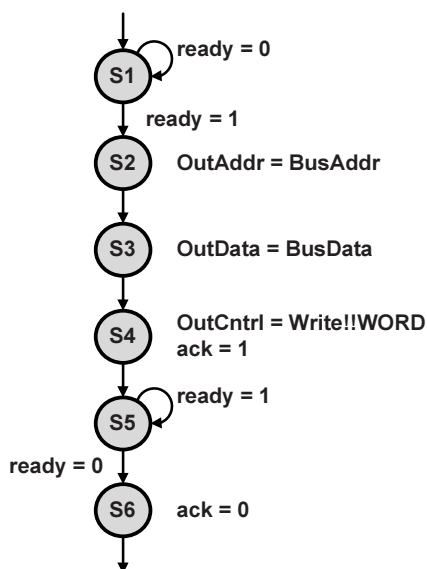 ready = 0
S1
ready = 1
S2 OutAddr = BusAddr
S3 OutData = BusData
OutCntrl = Write!!WORD
S4
ack = 1
ready = 1
S5
ready = 0
S6 ack = 0